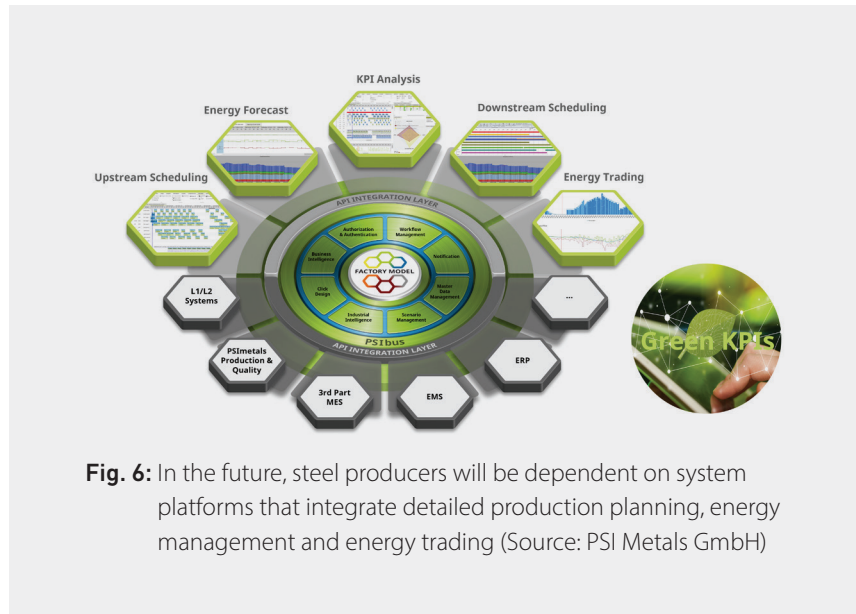 KPI Analysis
Energy Forecast
Downstream Scheduling
Upstream Scheduling
Energy Trading
API INTEGRATION LAYER
Authorization
& Authentication
Workflow
Management
Business
Intelligence
Notification
FACTORY MODEL
Click
Design
Master
Data
Management
Industrial
Intelligence
Scenario
Management
PSIbus
API INTEGRATION LAYER
L1/L2
Systems
...
PSImetals
Production &
Quality
ERP
3rd Part
MES
EMS
Green KPIs
Fig. 6: In the future, steel producers will be dependent on system
platforms that integrate detailed production planning, energy
management and energy trading (Source: PSI Metals GmbH)